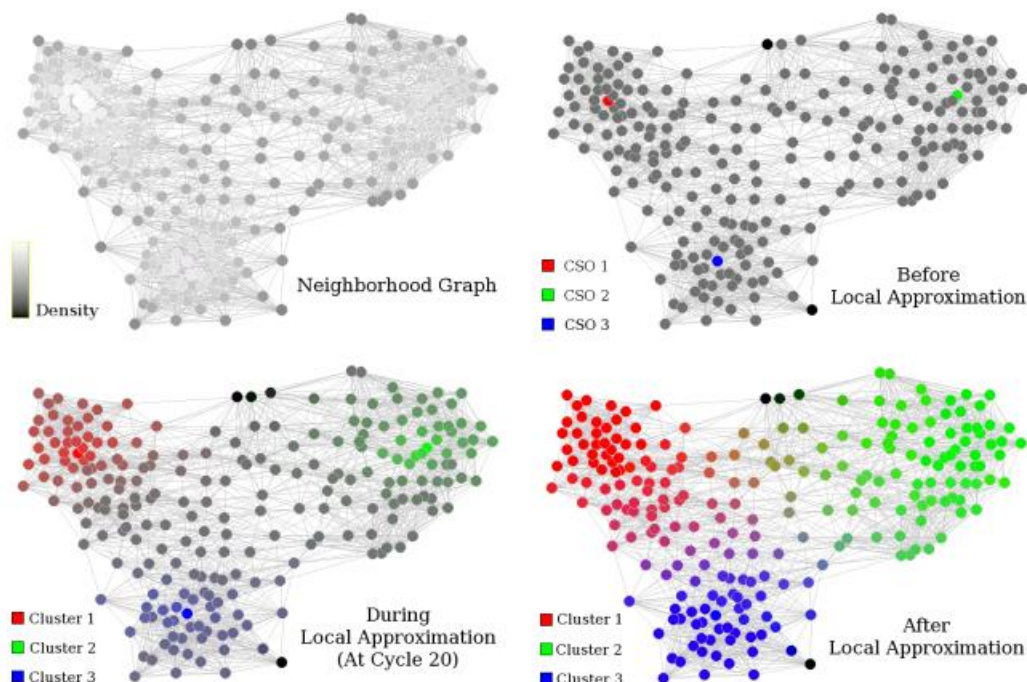 Density
Neighborhood Graph
CSO 1
CSO 2
CSO 3
Before
Local Approximation
Cluster 1
Cluster 2
Cluster 3
During
Local Approximation
(At Cycle 20)
Cluster 1
Cluster 2
Cluster 3
After
Local Approximation